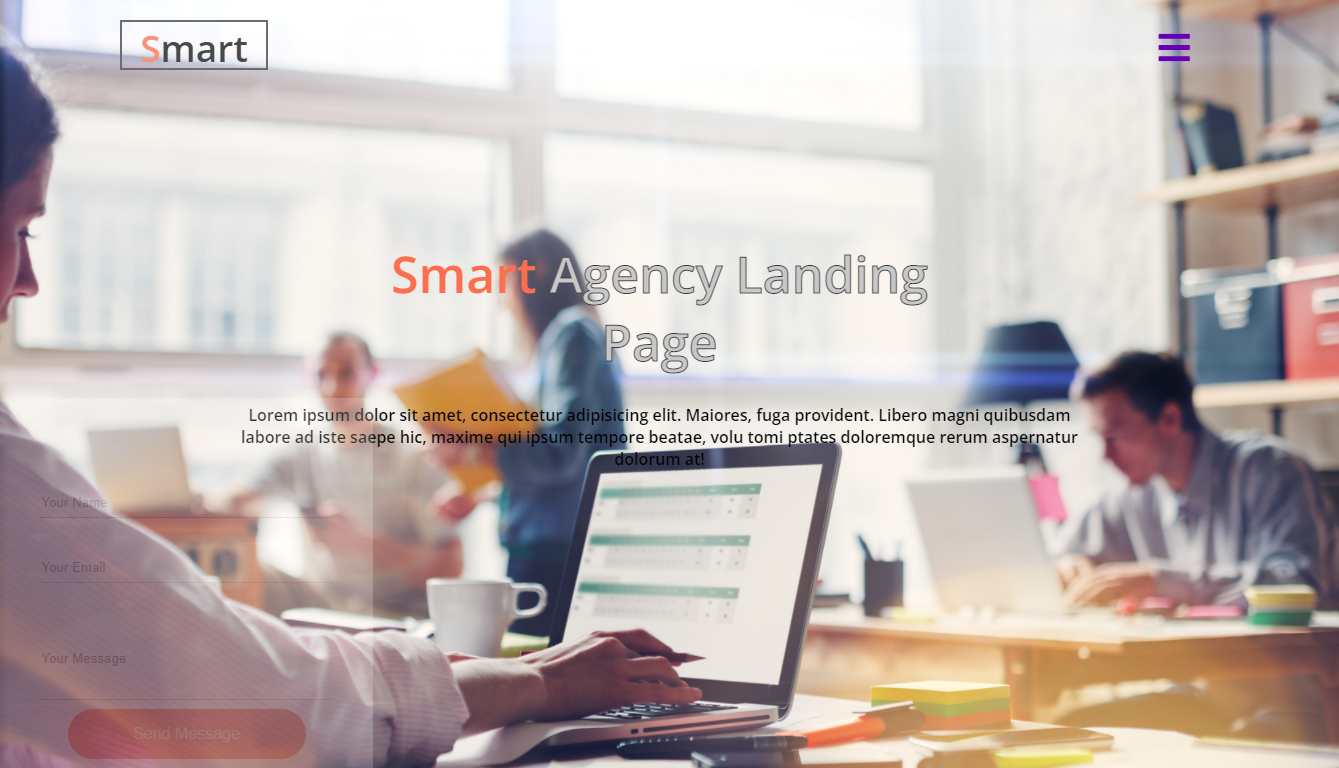 Smart
Smart Agency Landing
Page
Lorem ipsum dolor sit amet, consectetur adipisicing elit. Maiores, fuga provident. Libero magni quibusdam
labore ad iste saepe hic, maxime qui ipsum tempore beatae, volu tomi ptates doloremque rerum aspernatur
dolorum at!
Your Name
Your Email
Your Message
Send Message